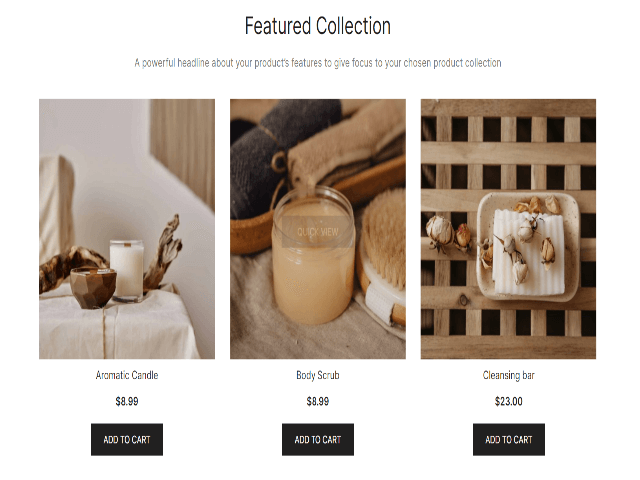 Featured Collection
A powerful headline about your product's features to give focus to your chosen product collection
QUICK VIEW
Aromatic Candle
Body Scrub
Cleansing bar
$8.99
$8.99
$23.00
ADD TO CART
ADD TO CART
ADD TO CART